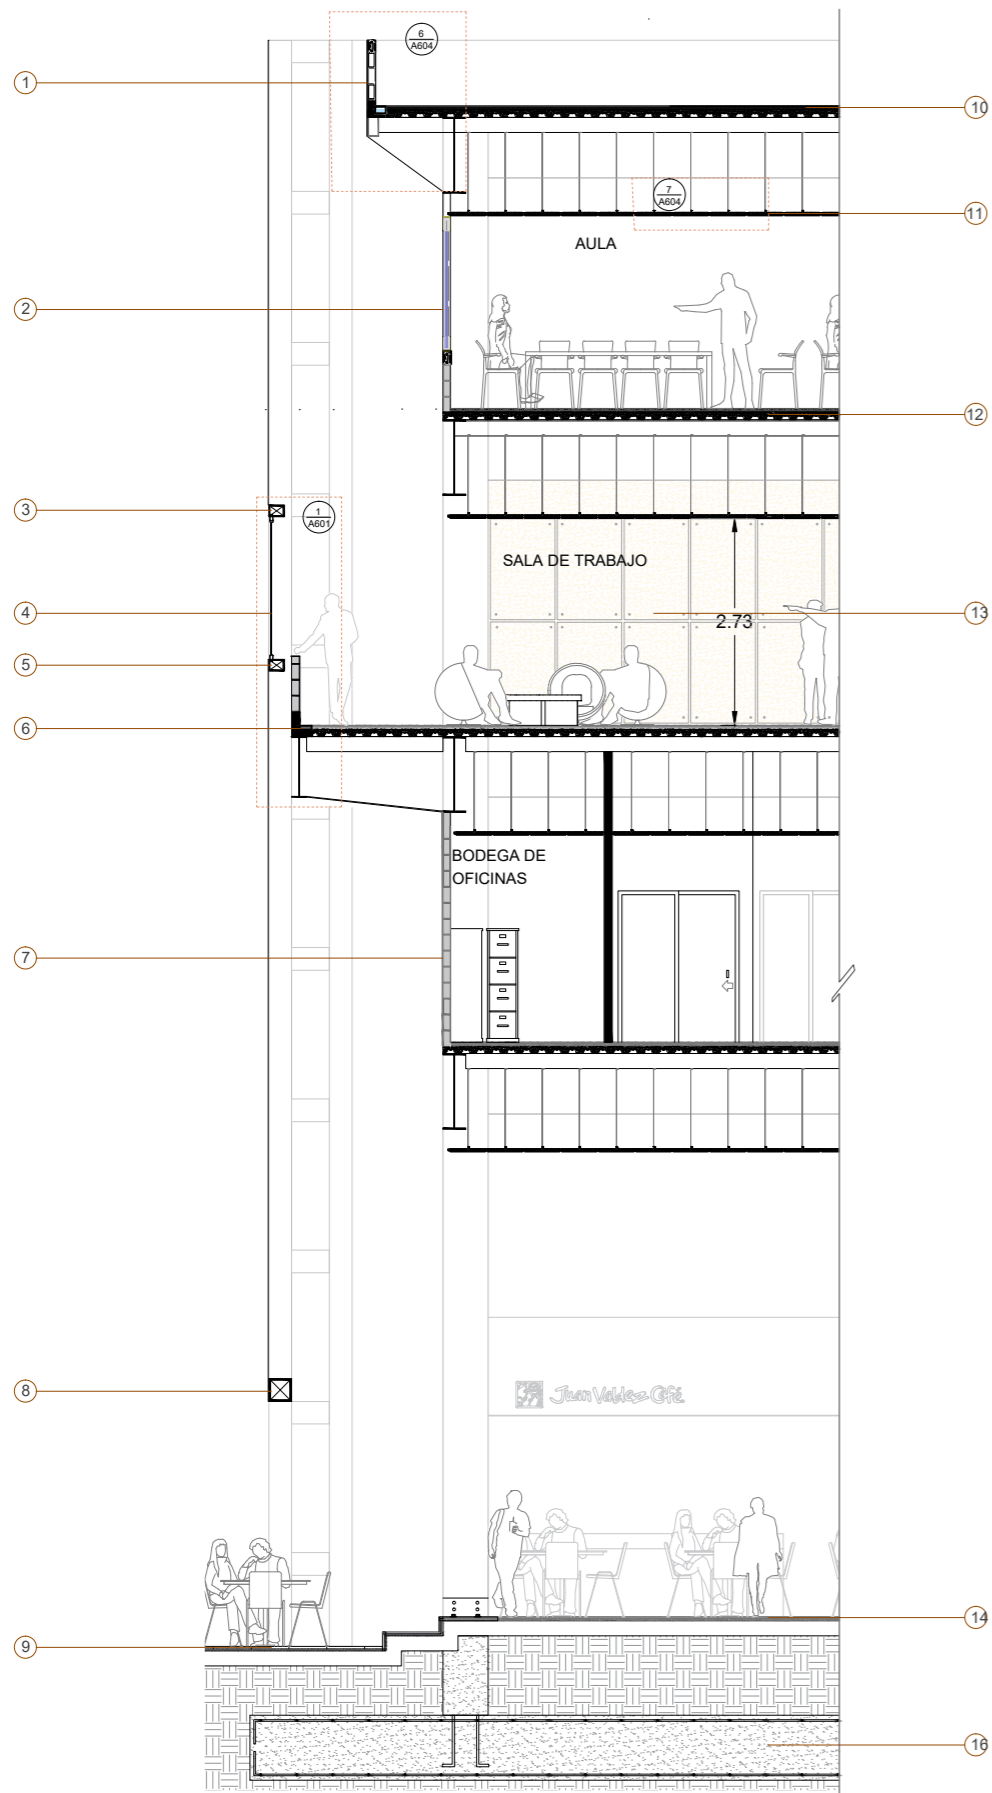 6
A604
1
10
7
A604
11
AULA
2
12
3
1
A601
SALA DE TRABAJO
4
13
2.73
5
6
BODEGA DE
OFICINAS
7
8
Juan Valdez Café
14
9
16